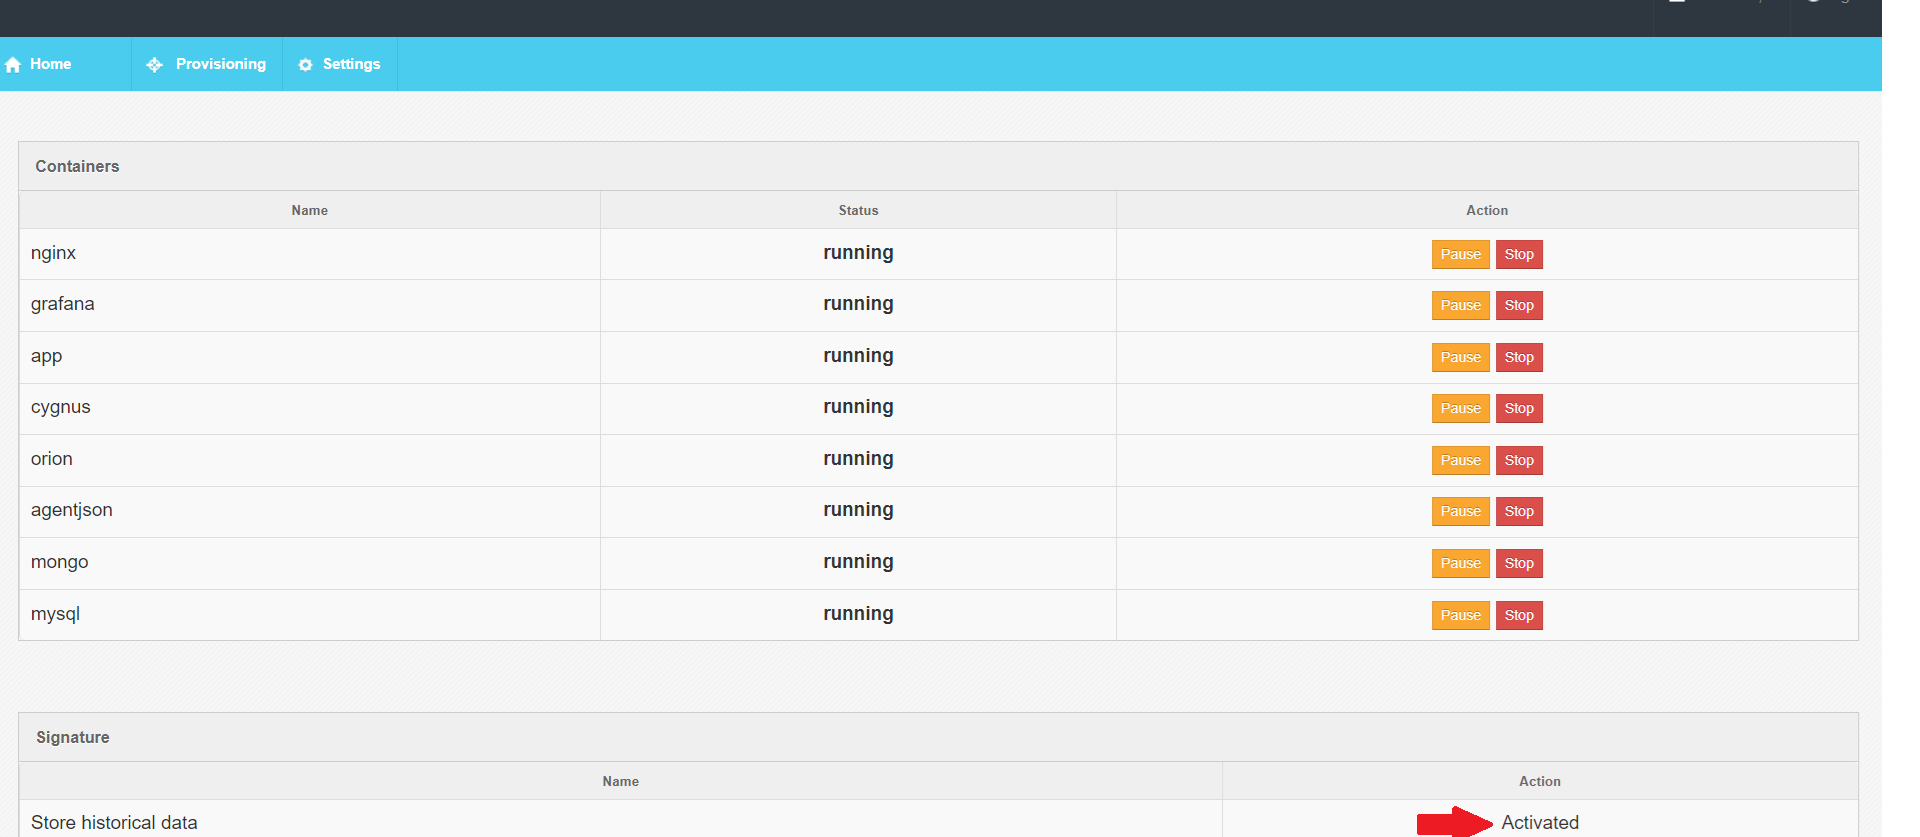 Home Provisioning Settings
Containers
Name Status Action
nginx running Pause Stop
grafana running Pause Stop
app running Pause Stop
cygnus running Pause Stop
orion running Pause Stop
agentjson running Pause Stop
mongo running Pause Stop
mysql running Pause Stop
Signature
Name Action
Store historical data Activated